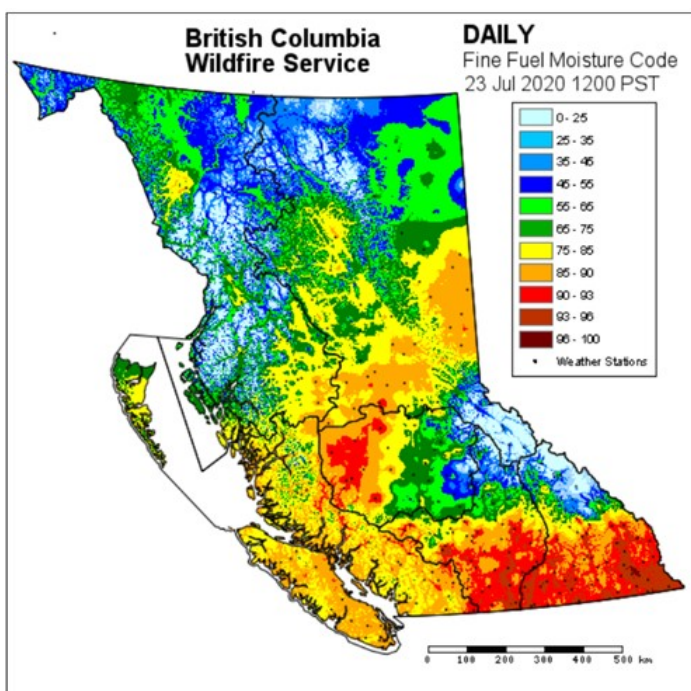 British Columbia
Wildfire Service
DAILY
Fine Fuel Moisture Code
23 Jul 2020 1200 PST
0 - 25
25 - 35
35 - 45
45 - 55
55 - 65
65 - 75
75 - 85
85 - 90
90 - 93
93 - 96
96 - 100
Weather Stations
0 100 200 300 400 500 km